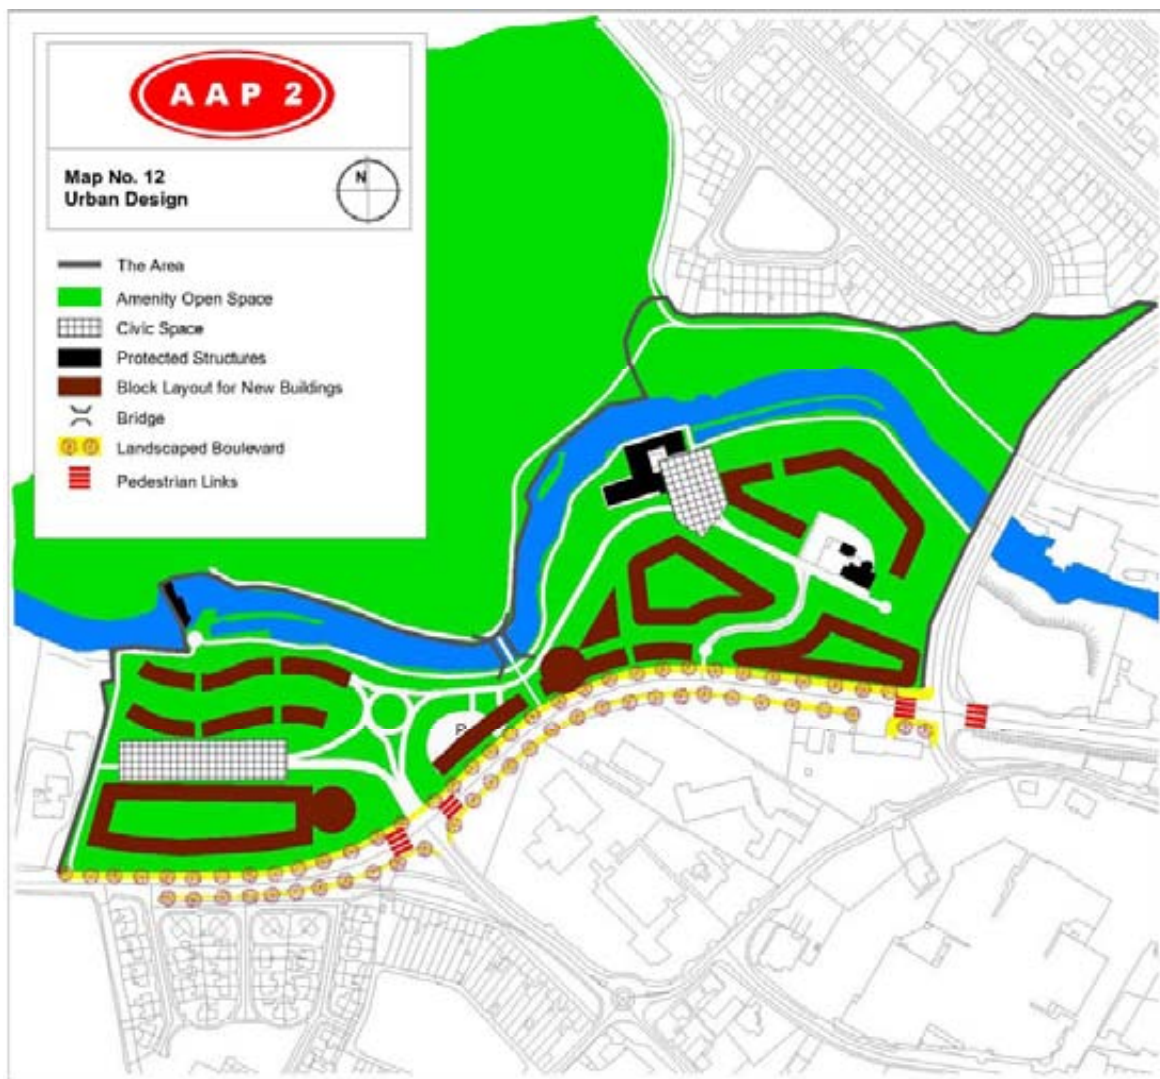 AAP 2
Map No. 12
Urban Design
N
The Area
Amenity Open Space
Civic Space
Protected Structures
Block Layout for New Buildings
Bridge
Landscaped Boulevard
Pedestrian Links
P